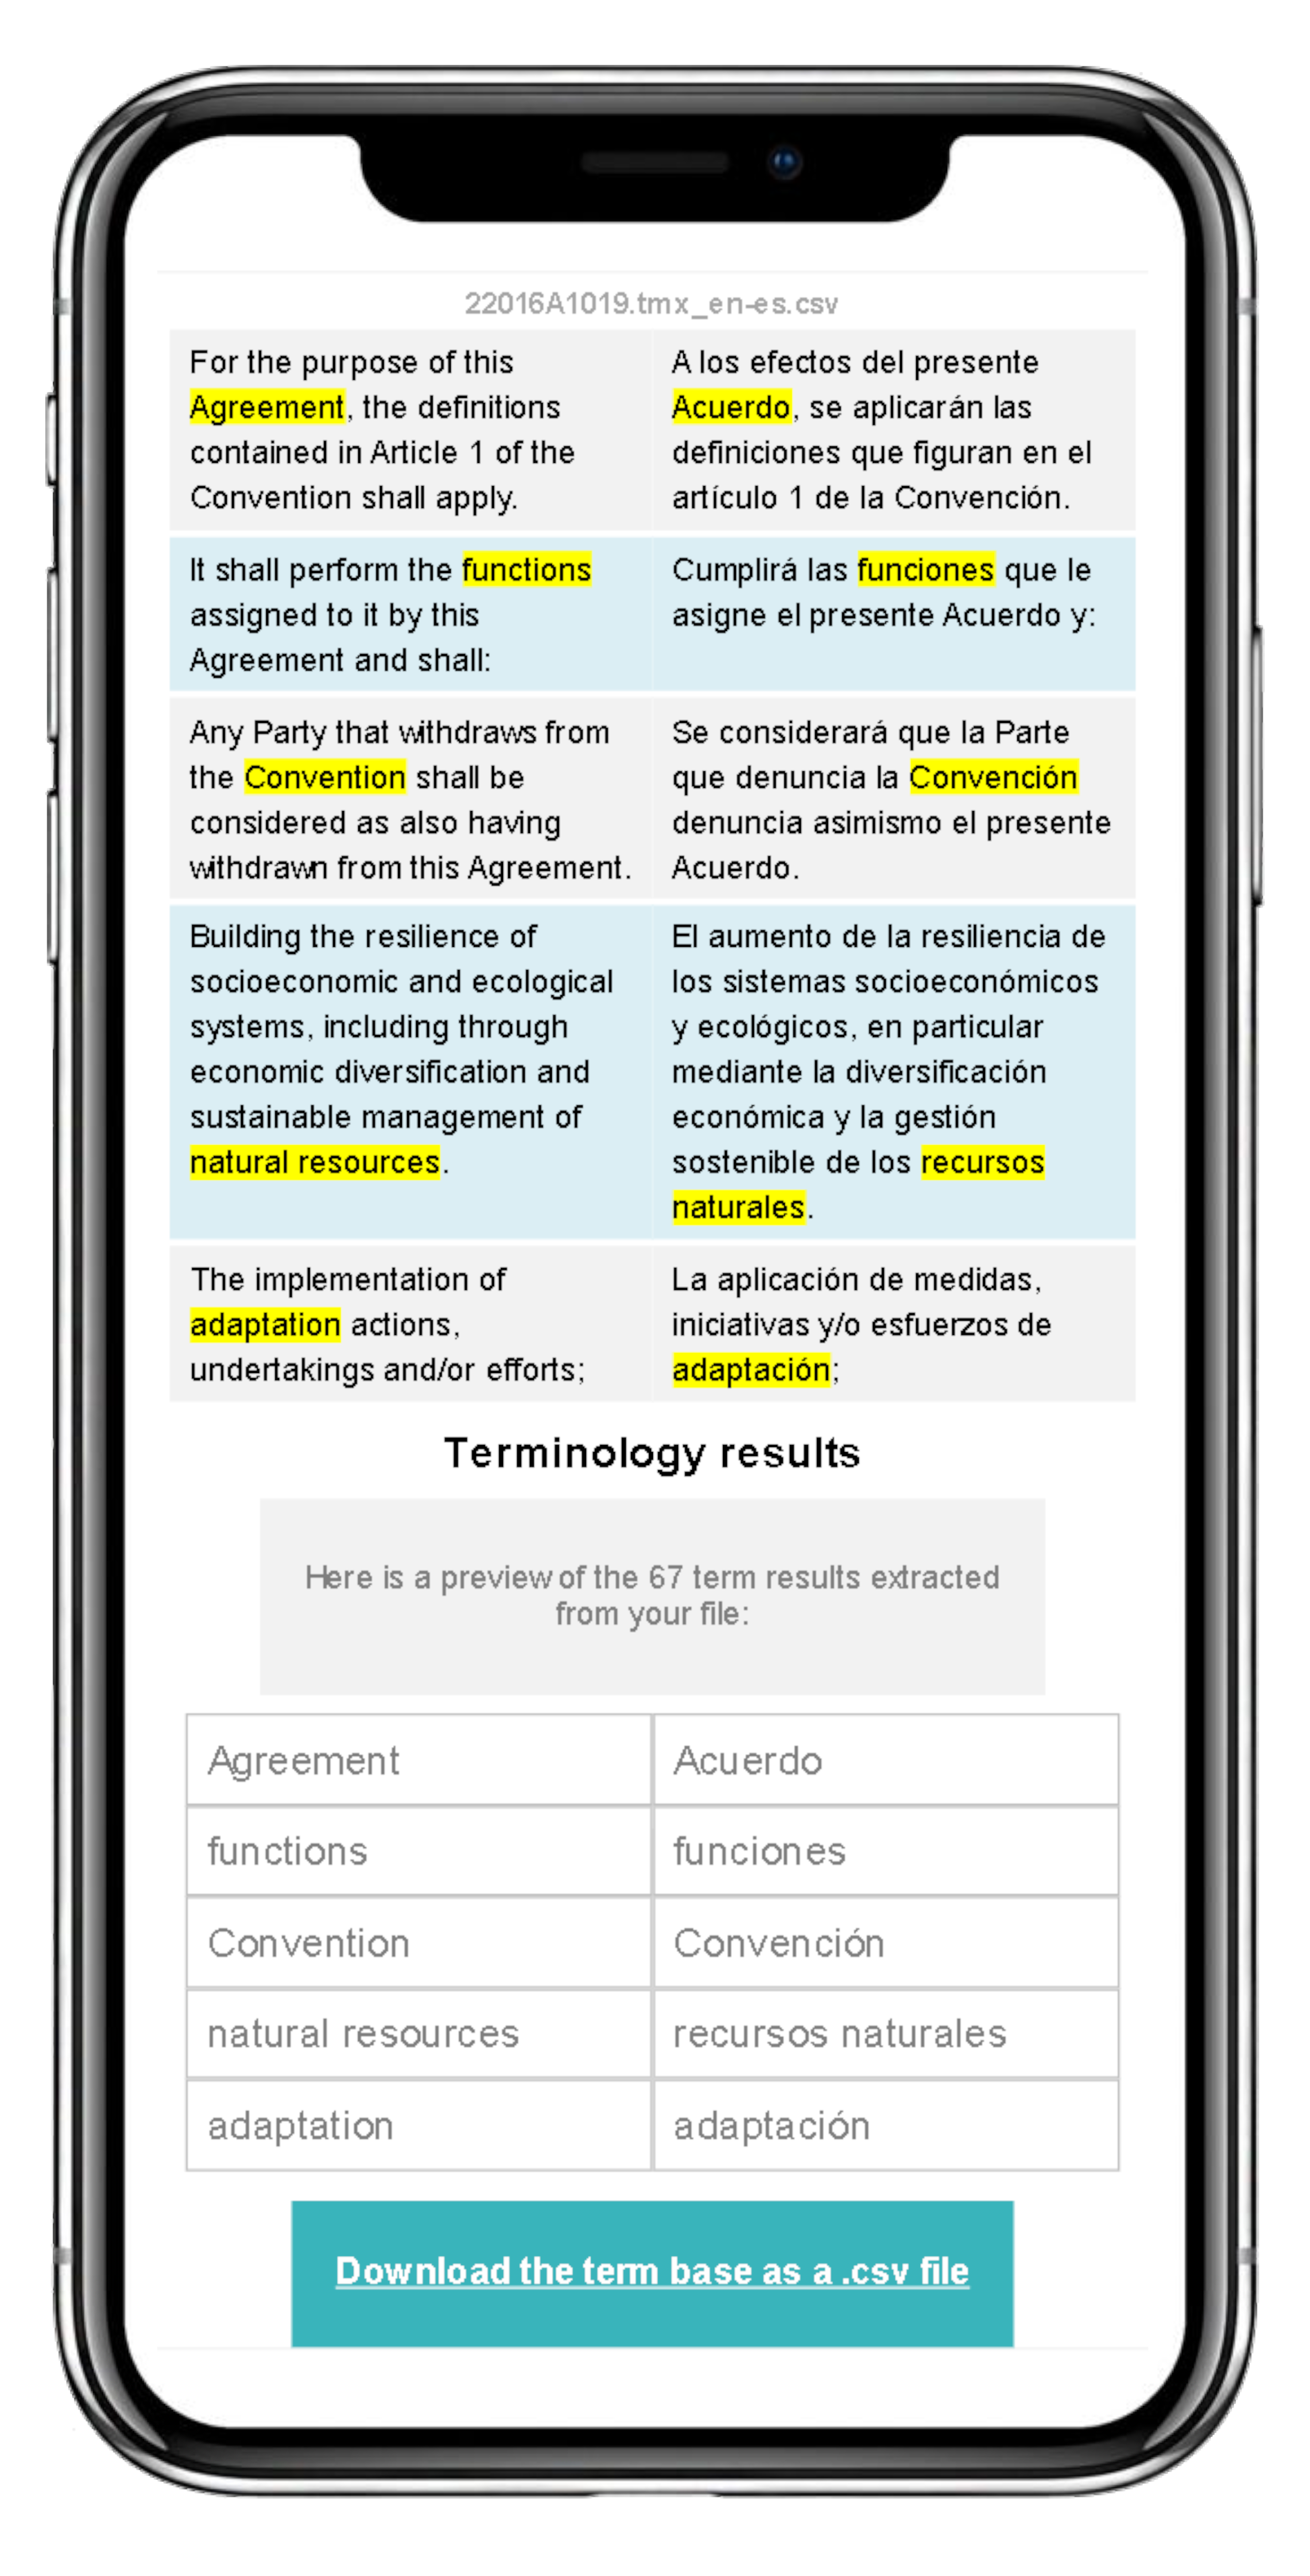 22016A1019.tmx_en-es.csv
For the purpose of this
Agreement, the definitions
contained in Article 1 of the
Convention shall apply.
A los efectos del presente
Acuerdo, se aplicarán las
definiciones que figuran en el
artículo 1 de la Convención.
It shall perform the functions
assigned to it by this
Agreement and shall:
Cumplirá las funciones que le
asigne el presente Acuerdo y:
Any Party that withdraws from
the Convention shall be
considered as also having
withdrawn from this Agreement.
Se considerará que la Parte
que denuncia la Convención
denuncia asimismo el presente
Acuerdo.
Building the resilience of
socioeconomic and ecological
systems, including through
economic diversification and
sustainable management of
natural resources.
El aumento de la resiliencia de
los sistemas socioeconómicos
y ecológicos, en particular
mediante la diversificación
económica y la gestión
sostenible de los recursos
naturales.
The implementation of
adaptation actions,
undertakings and/or efforts;
La aplicación de medidas,
iniciativas y/o esfuerzos de
adaptación;
Terminology results
Here is a preview of the 67 term results extracted
from your file:
Agreement
Acuerdo
functions
funciones
Convention
Convención
natural resources
recursos naturales
adaptation
adaptación
Download the term base as a .csv file